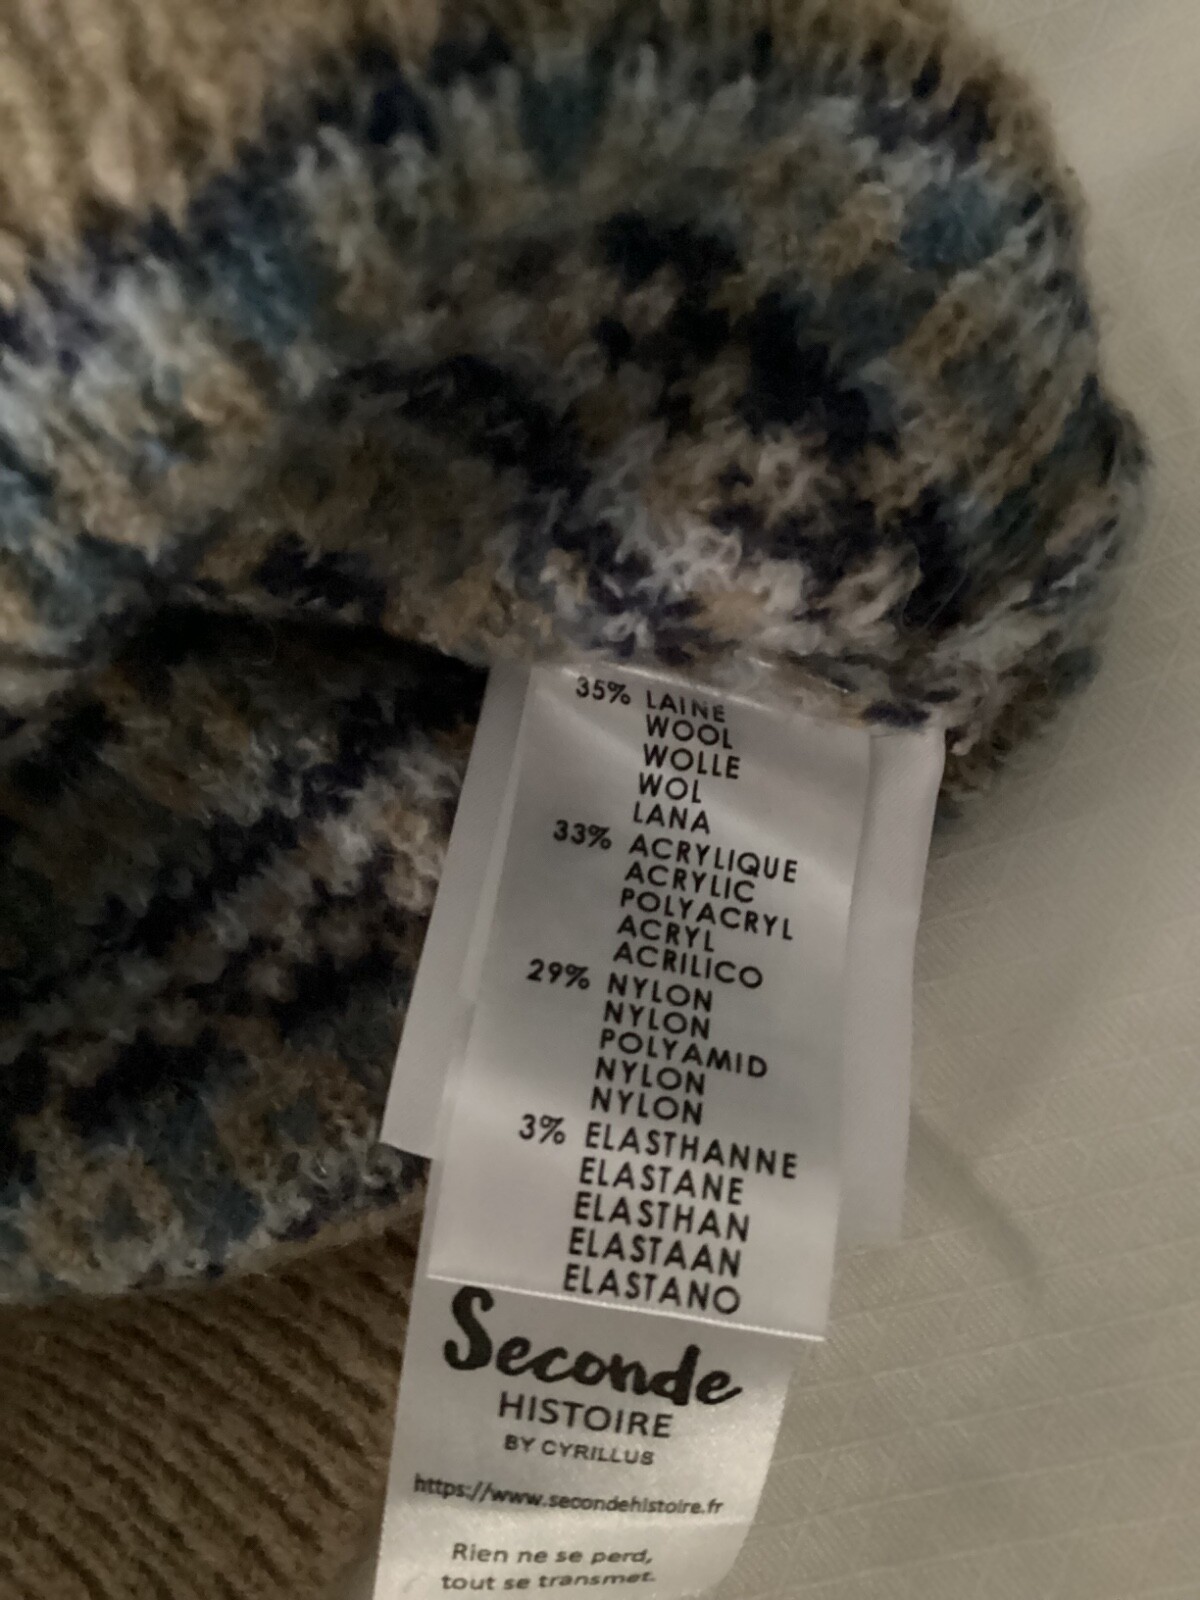 35% LAINE
WOOL
WOLLE
WOL
LANA
33% ACRYLIQUE
ACRYLIC
POLYACRYL
ACRYL
ACRILICO
29% NYLON
NYLON
POLYAMID
NYLON
NYLON
3% ELASTHANNE
ELASTANE
ELASTHAN
ELASTAAN
ELASTANO
Seconde
HISTOIRE
BY CYRILLUS
https://www.secondehistoire.fr
Rien ne se perd,
tout se transmet.